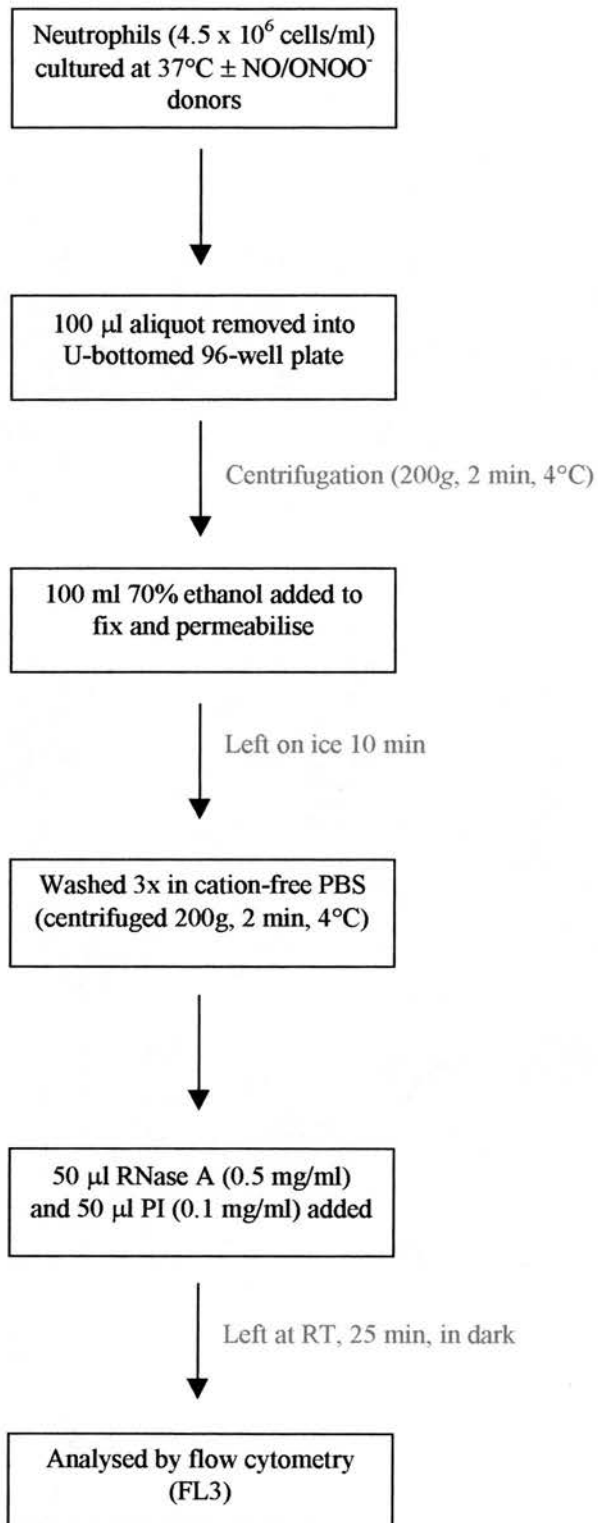 Neutrophils (4.5 x 10⁶ cells/ml)
cultured at 37°C ± NO/ONOO⁻
donors
100 µl aliquot removed into
U-bottomed 96-well plate
Centrifugation (200g, 2 min, 4°C)
100 ml 70% ethanol added to
fix and permeabilise
Left on ice 10 min
Washed 3x in cation-free PBS
(centrifuged 200g, 2 min, 4°C)
50 µl RNase A (0.5 mg/ml)
and 50 µl PI (0.1 mg/ml) added
Left at RT, 25 min, in dark
Analysed by flow cytometry
(FL3)